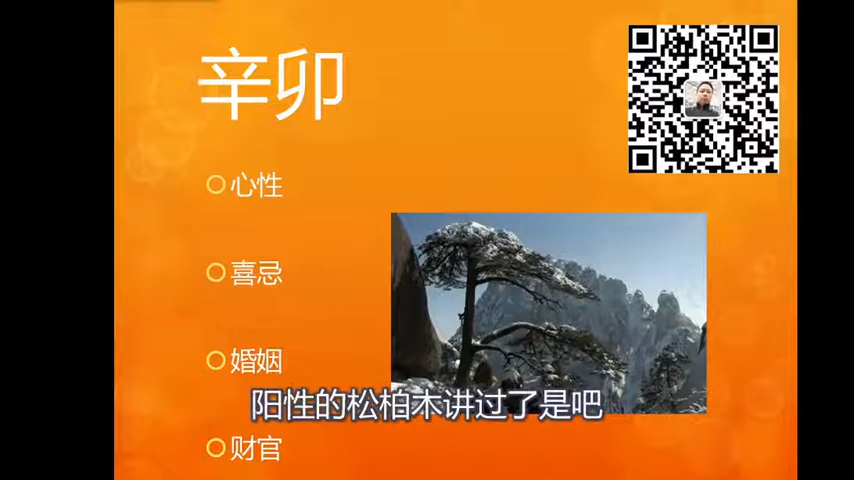 辛卯
心性
喜忌
婚姻
阳性的松柏木讲过了是吧
财官